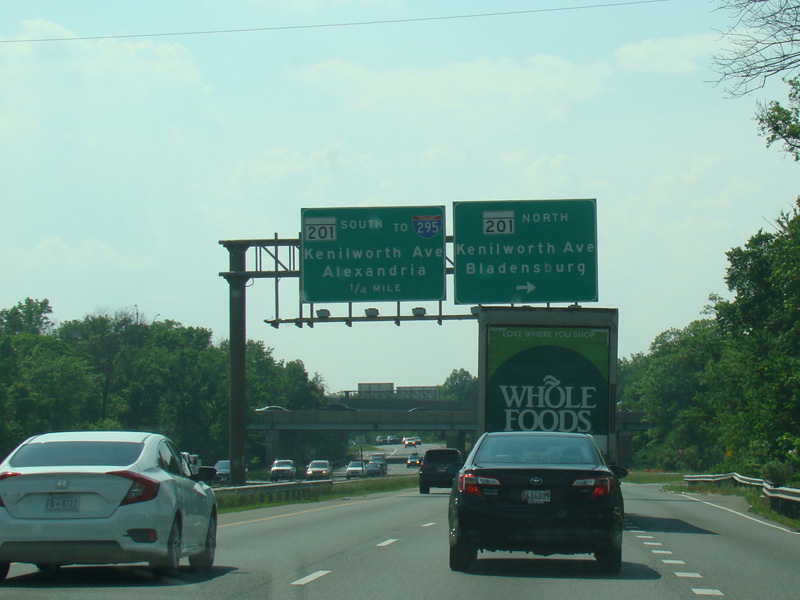 201 SOUTH TO 295
Kenilworth Ave
Alexandria
1/4 MILE
201 NORTH
Kenilworth Ave
Bladensburg
LOVE WHERE YOU SHOP
WHOLE
FOODS